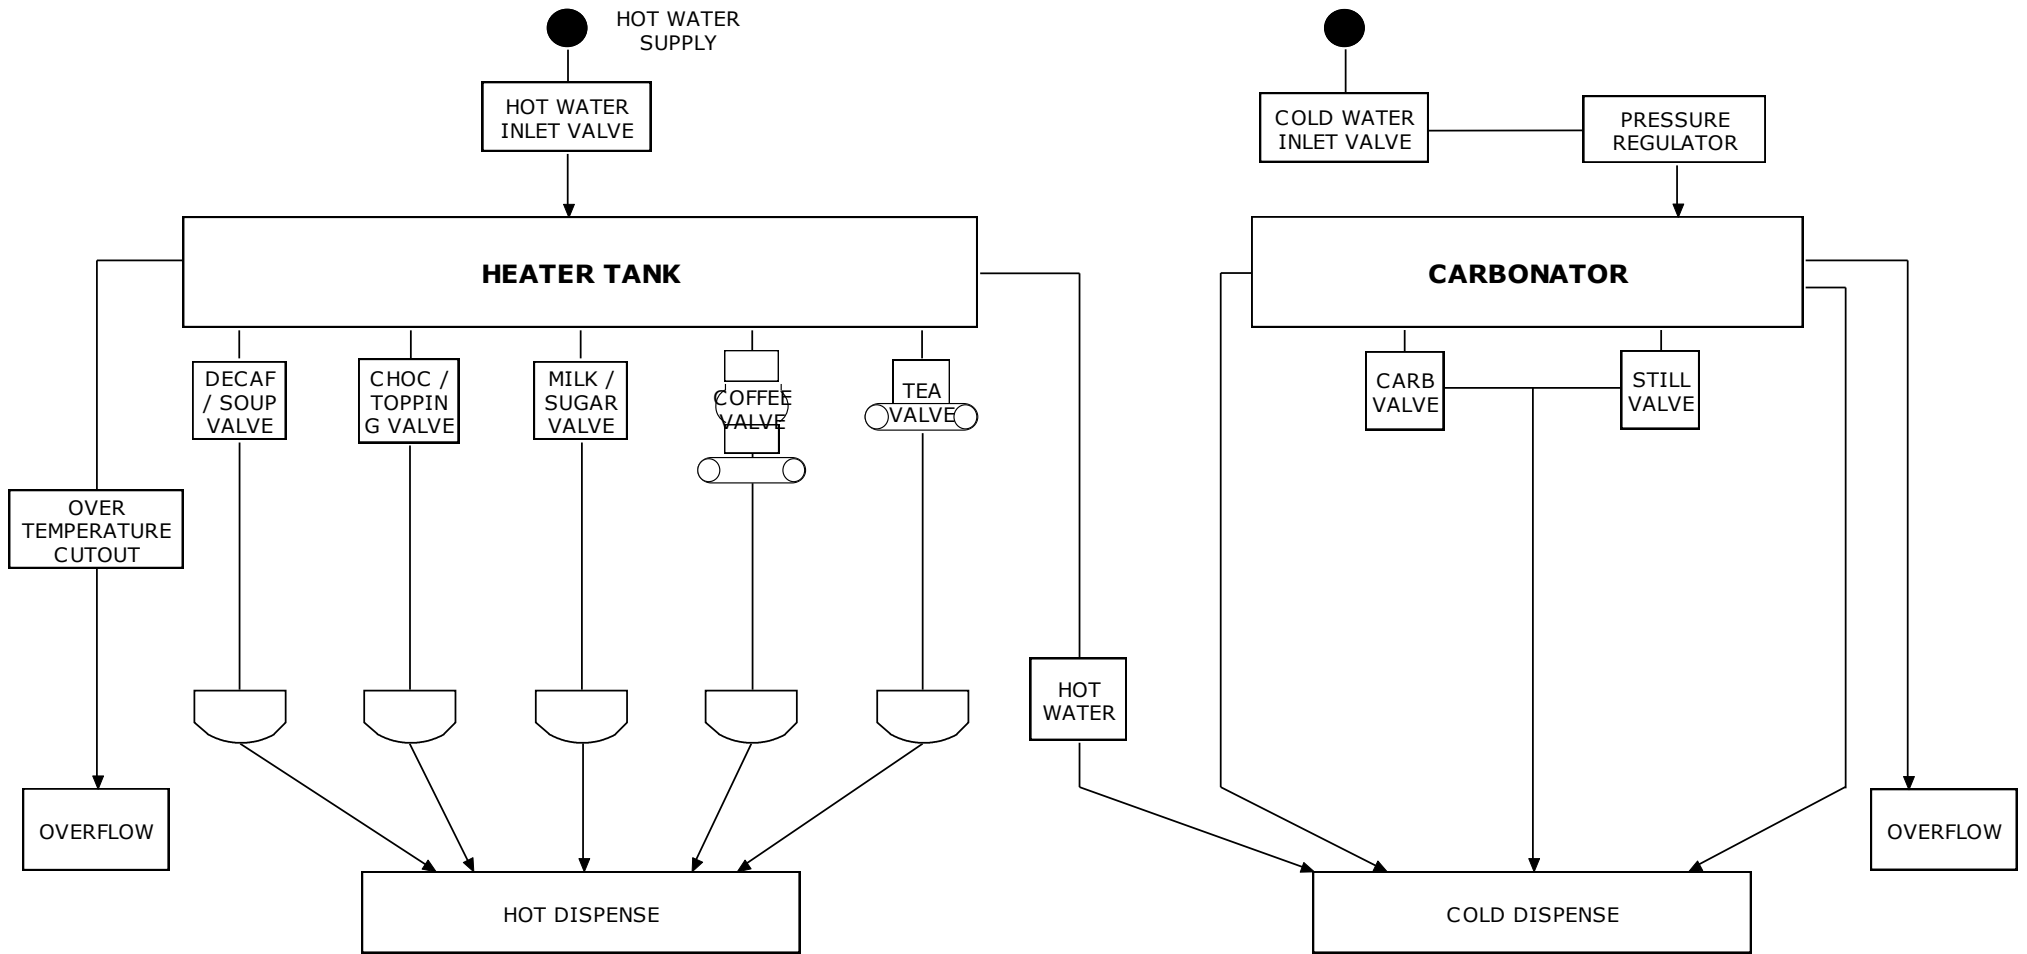 HOT WATER
SUPPLY
HOT WATER
INLET VALVE
COLD WATER
INLET VALVE
PRESSURE
REGULATOR
HEATER TANK
CARBONATOR
DECAF
/ SOUP
VALVE
CHOC /
TOPPIN
G VALVE
MILK /
SUGAR
VALVE
COFFEE
VALVE
TEA
VALVE
CARB
VALVE
STILL
VALVE
OVER
TEMPERATURE
CUTOUT
HOT
WATER
OVERFLOW
OVERFLOW
HOT DISPENSE
COLD DISPENSE